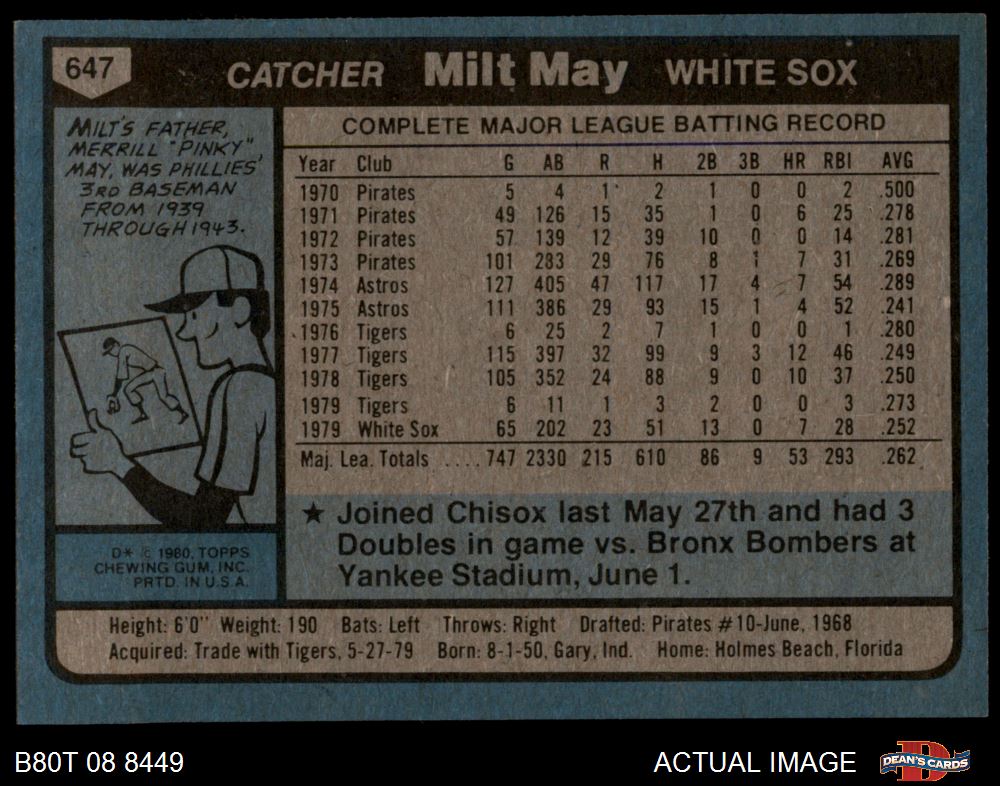 647 CATCHER Milt May WHITE SOX
MILT'S FATHER,
MERRILL "PINKY"
MAY, WAS PHILLIES'
3RD BASEMAN
FROM 1939
THROUGH 1943.
COMPLETE MAJOR LEAGUE BATTING RECORD
Year Club G AB R H 2B 3B HR RBI AVG
1970 Pirates 5 4 1 2 1 0 0 2 .500
1971 Pirates 49 126 15 35 1 0 6 25 .278
1972 Pirates 57 139 12 39 10 0 0 14 .281
1973 Pirates 101 283 29 76 8 1 7 31 .269
1974 Astros 127 405 47 117 17 4 7 54 .289
1975 Astros 111 386 29 93 15 1 4 52 .241
1976 Tigers 6 25 2 7 1 0 0 1 .280
1977 Tigers 115 397 32 99 9 3 12 46 .249
1978 Tigers 105 352 24 88 9 0 10 37 .250
1979 Tigers 6 11 1 3 2 0 0 3 .273
1979 White Sox 65 202 23 51 13 0 7 28 .252
Maj. Lea. Totals .... 747 2330 215 610 86 9 53 293 .262
★ Joined Chisox last May 27th and had 3
Doubles in game vs. Bronx Bombers at
Yankee Stadium, June 1.
D* © 1980, TOPPS
CHEWING GUM, INC.
PRTD. IN U.S.A.
Height: 6'0" Weight: 190 Bats: Left Throws: Right Drafted: Pirates #10-June, 1968
Acquired: Trade with Tigers, 5-27-79 Born: 8-1-50, Gary, Ind. Home: Holmes Beach, Florida
B80T 08 8449 ACTUAL IMAGE DEAN'S CARDS